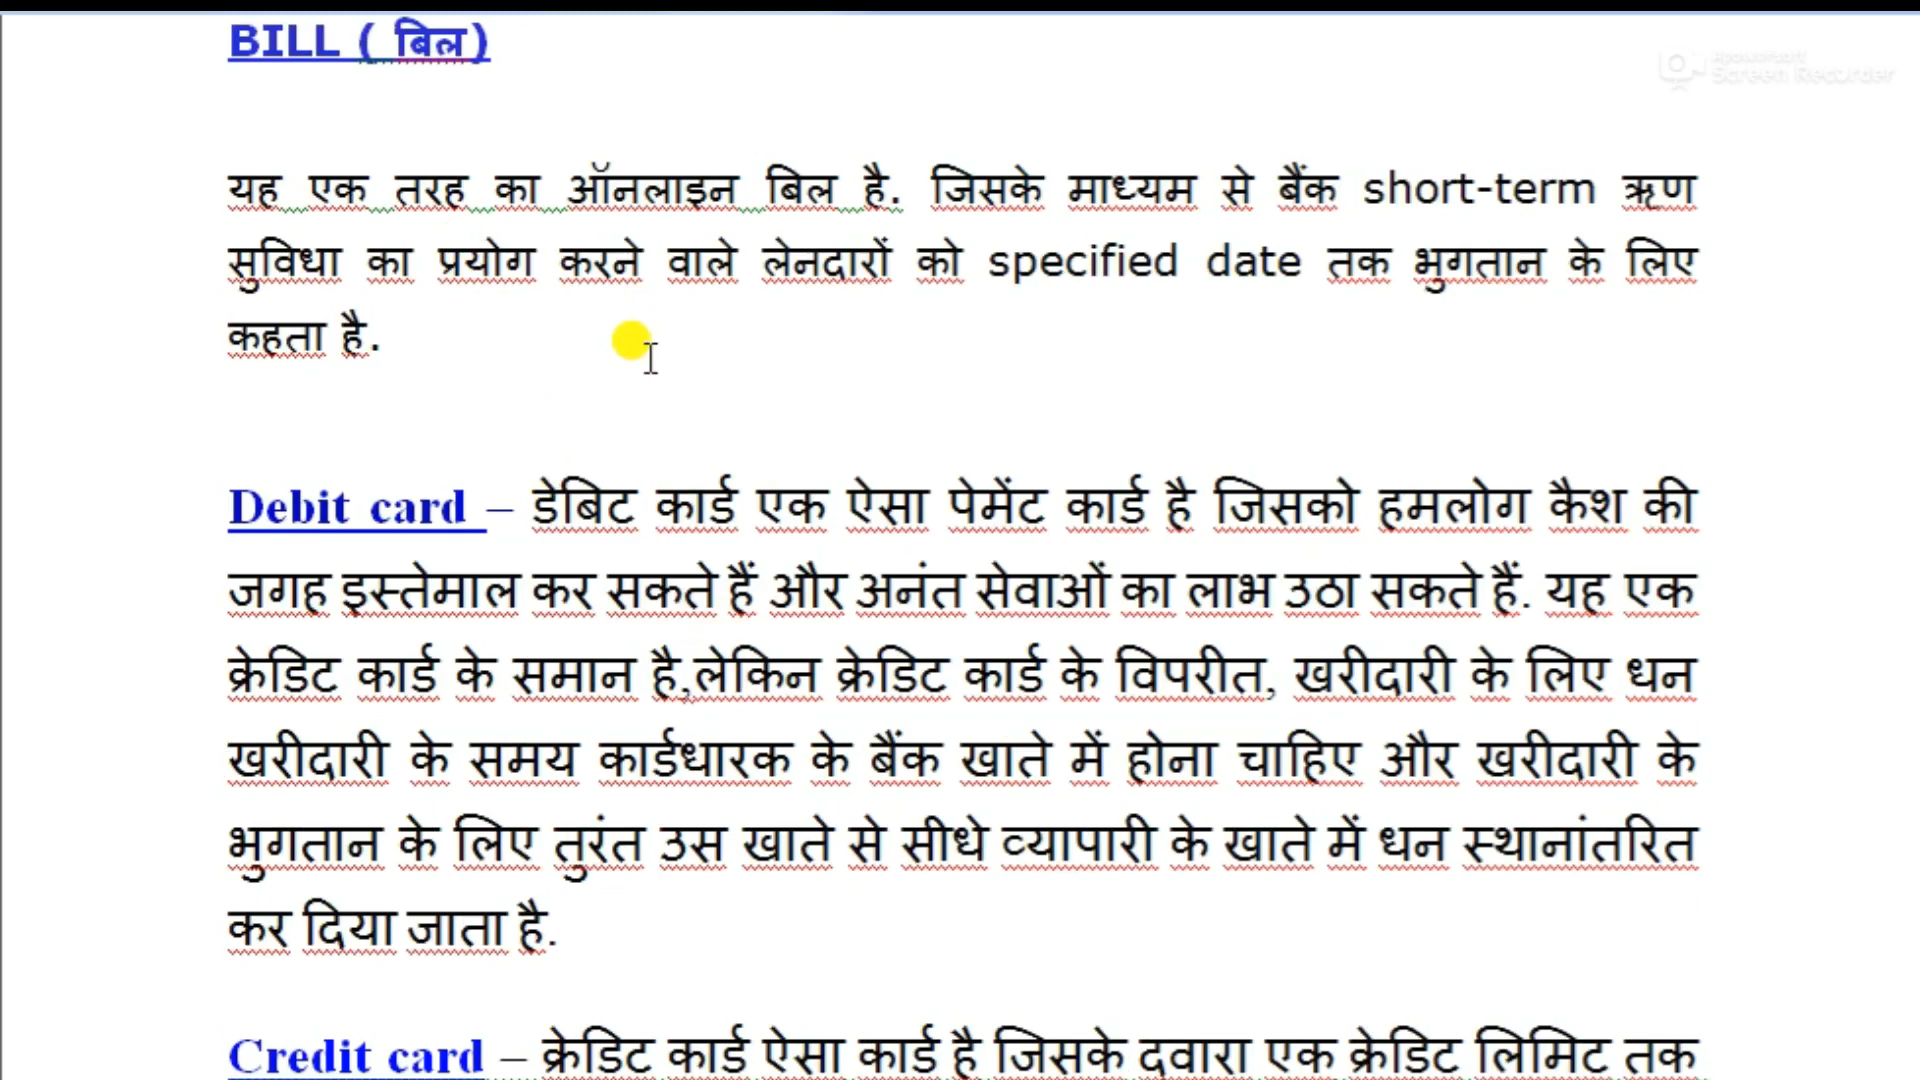 BILL ( बिल)
Apowersoft
Screen Recorder
यह एक तरह का ऑनलाइन बिल है. जिसके माध्यम से बैंक short-term ऋण
सुविधा का प्रयोग करने वाले लेनदारों को specified date तक भुगतान के लिए
कहता है.
Debit card – डेबिट कार्ड एक ऐसा पेमेंट कार्ड है जिसको हमलोग कैश की
जगह इस्तेमाल कर सकते हैं और अनंत सेवाओं का लाभ उठा सकते हैं. यह एक
क्रेडिट कार्ड के समान है,लेकिन क्रेडिट कार्ड के विपरीत, खरीदारी के लिए धन
खरीदारी के समय कार्डधारक के बैंक खाते में होना चाहिए और खरीदारी के
भुगतान के लिए तुरंत उस खाते से सीधे व्यापारी के खाते में धन स्थानांतरित
कर दिया जाता है.
Credit card – क्रेडिट कार्ड ऐसा कार्ड है जिसके दवारा एक क्रेडिट लिमिट तक